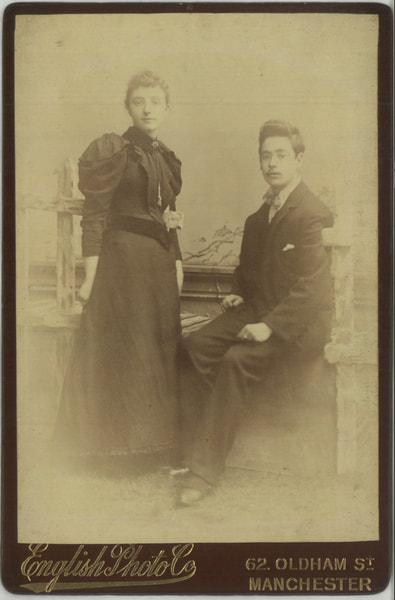 English Photo Co
62. OLDHAM ST
MANCHESTER